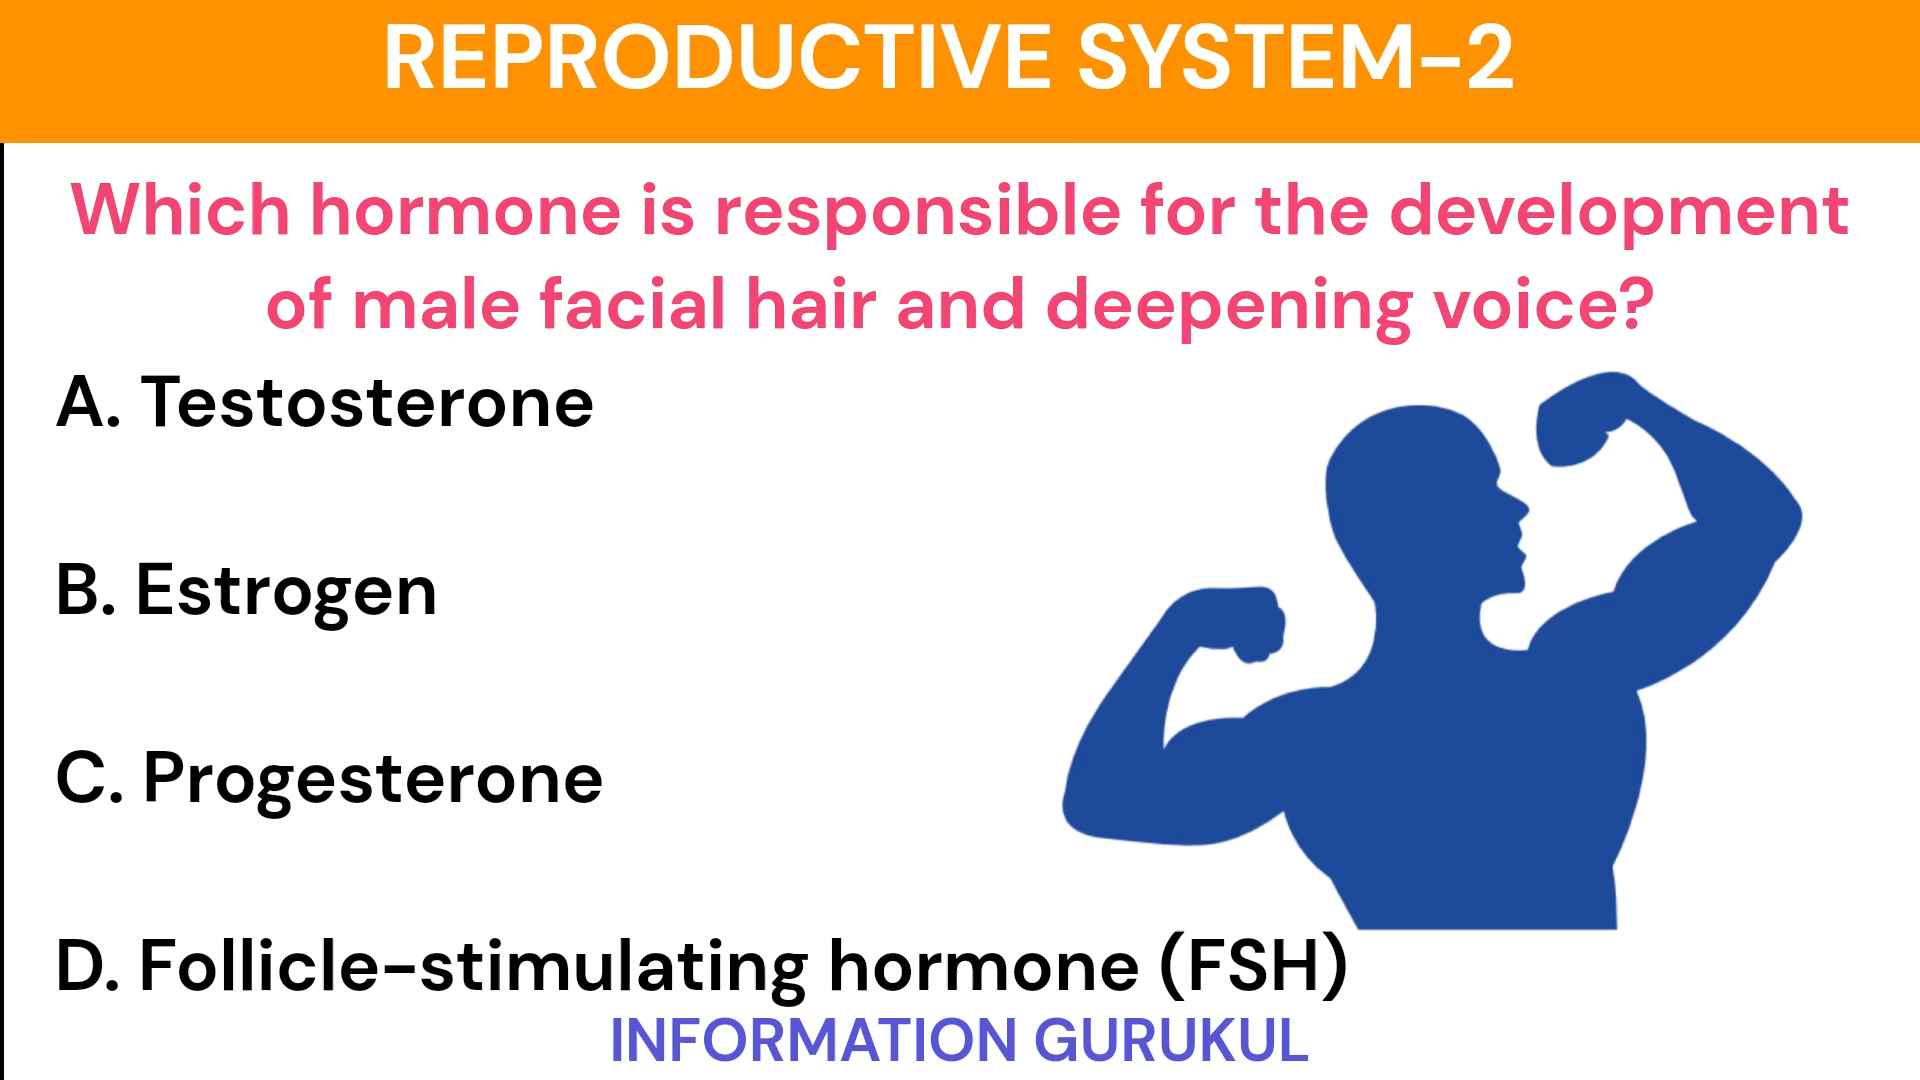 REPRODUCTIVE SYSTEM-2
Which hormone is responsible for the development
of male facial hair and deepening voice?
A. Testosterone
B. Estrogen
C. Progesterone
D. Follicle-stimulating hormone (FSH)
INFORMATION GURUKUL